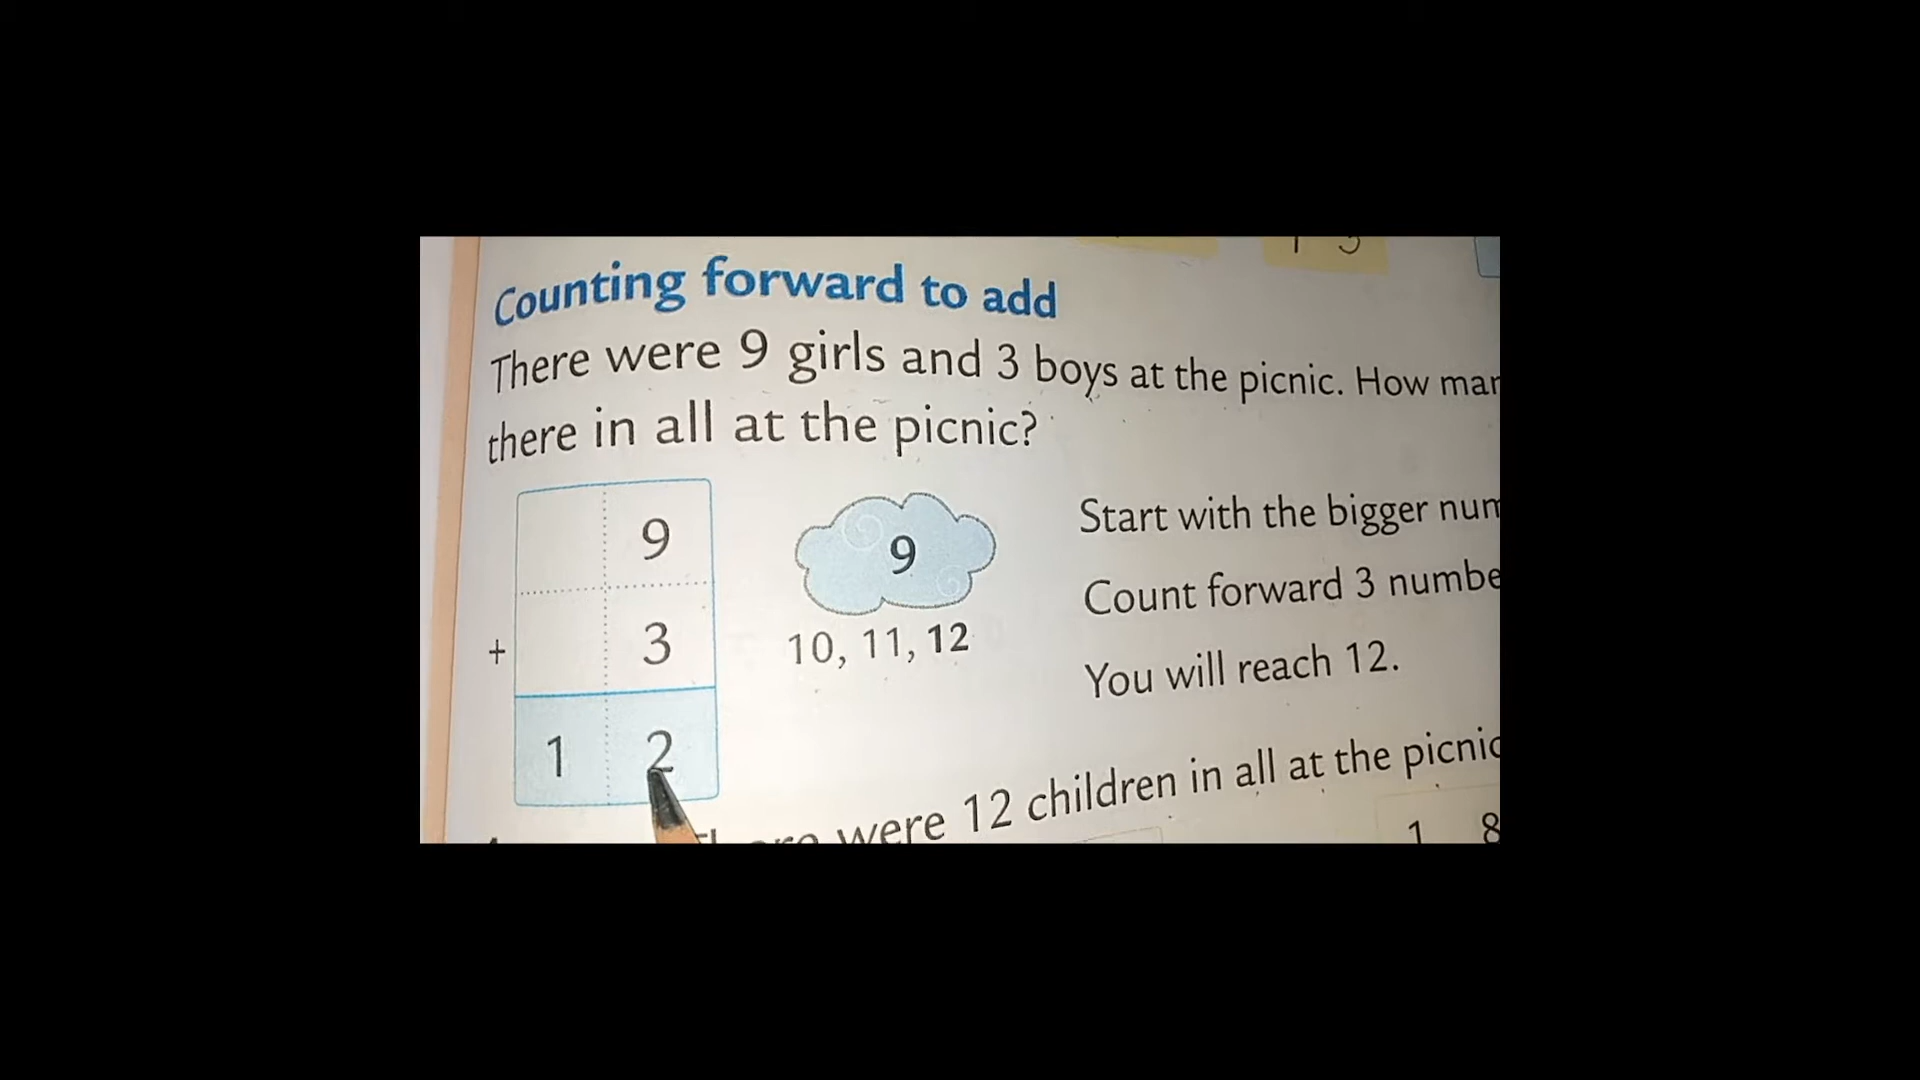 Counting forward to add
There were 9 girls and 3 boys at the picnic. How
there in all at the picnic?
9
+ 3
1 2
9
10, 11, 12
Start with the bigger
Count forward 3
You will reach 12.
were 12 children in all at the
1 8